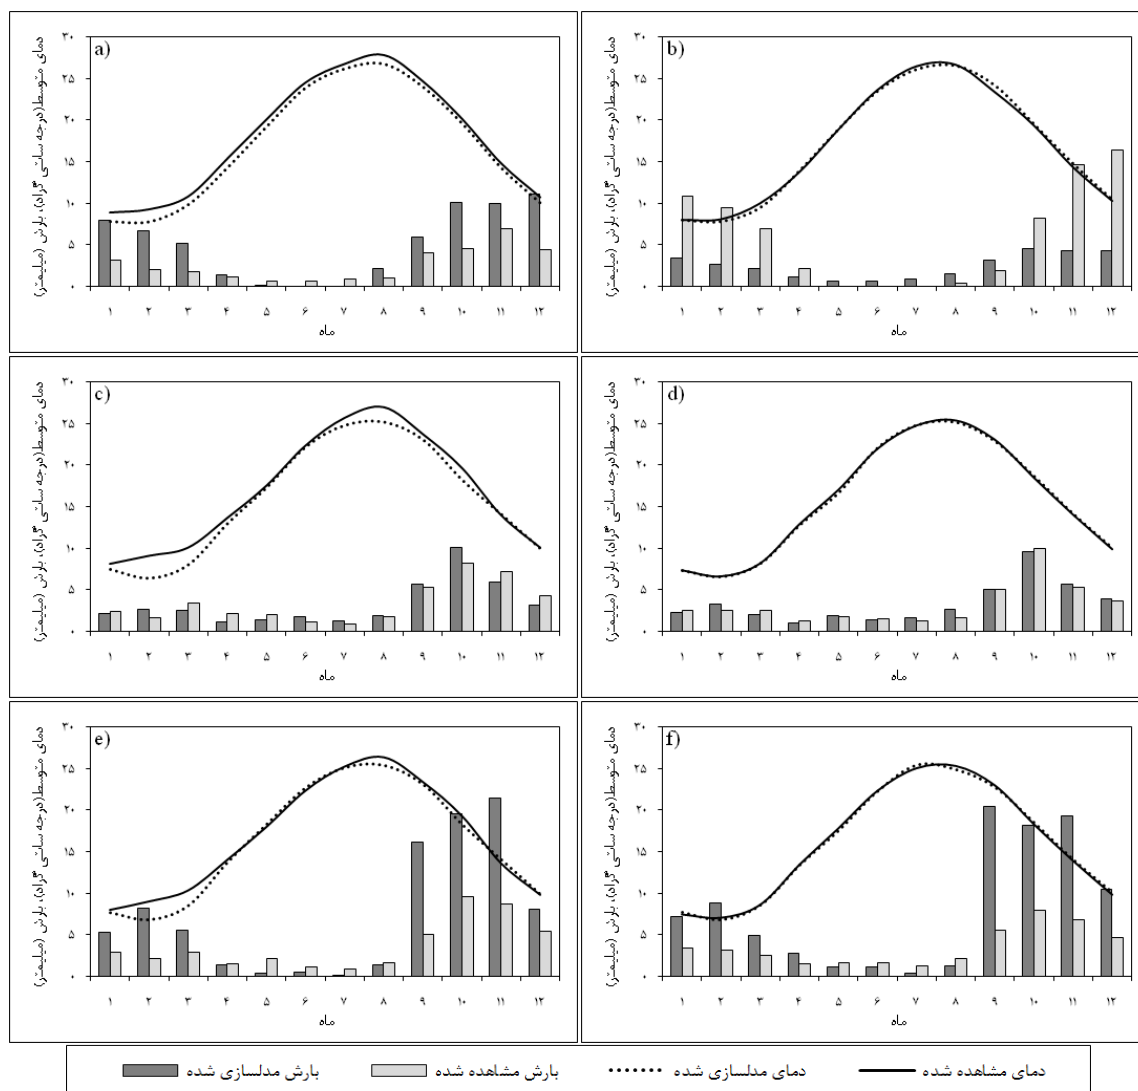 a)
دمای متوسط(درجه سانتی گراد)، بارش (میلیمتر)
۳۰
۲۵
۲۰
۱۵
۱۰
۵
۰
۱ ۲ ۳ ۴ ۵ ۶ ۷ ۸ ۹ ۱۰ ۱۱ ۱۲
ماه
b)
دمای متوسط(درجه سانتی گراد)، بارش (میلیمتر)
۳۰
۲۵
۲۰
۱۵
۱۰
۵
۰
۱ ۲ ۳ ۴ ۵ ۶ ۷ ۸ ۹ ۱۰ ۱۱ ۱۲
ماه
c)
دمای متوسط(درجه سانتی گراد)، بارش (میلیمتر)
۳۰
۲۵
۲۰
۱۵
۱۰
۵
۰
۱ ۲ ۳ ۴ ۵ ۶ ۷ ۸ ۹ ۱۰ ۱۱ ۱۲
ماه
d)
دمای متوسط(درجه سانتی گراد)، بارش (میلیمتر)
۳۰
۲۵
۲۰
۱۵
۱۰
۵
۰
۱ ۲ ۳ ۴ ۵ ۶ ۷ ۸ ۹ ۱۰ ۱۱ ۱۲
ماه
e)
دمای متوسط(درجه سانتی گراد)، بارش (میلیمتر)
۳۰
۲۵
۲۰
۱۵
۱۰
۵
۰
۱ ۲ ۳ ۴ ۵ ۶ ۷ ۸ ۹ ۱۰ ۱۱ ۱۲
ماه
f)
دمای متوسط(درجه سانتی گراد)، بارش (میلیمتر)
۳۰
۲۵
۲۰
۱۵
۱۰
۵
۰
۱ ۲ ۳ ۴ ۵ ۶ ۷ ۸ ۹ ۱۰ ۱۱ ۱۲
ماه
دمای مشاهده شده دمای مدلسازی شده بارش مشاهده شده بارش مدلسازی شده